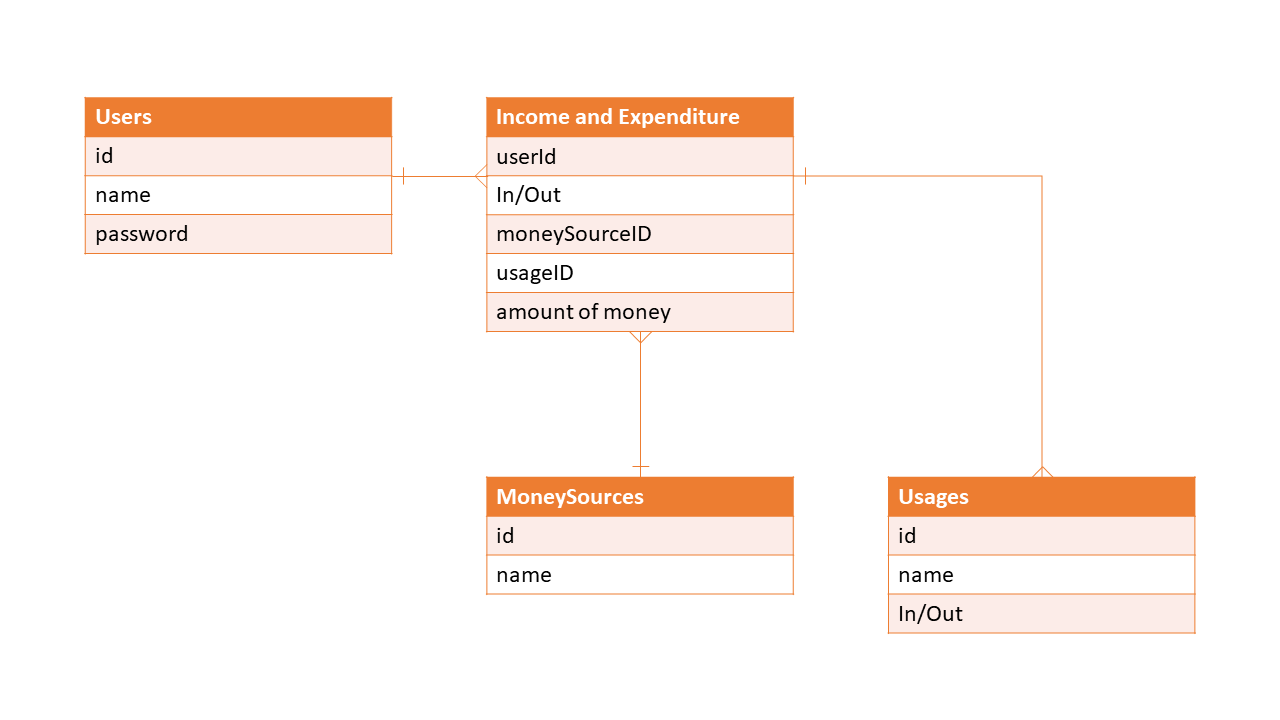 Users
id
name
password
Income and Expenditure
userId
In/Out
moneySourceID
usageID
amount of money
MoneySources
id
name
Usages
id
name
In/Out